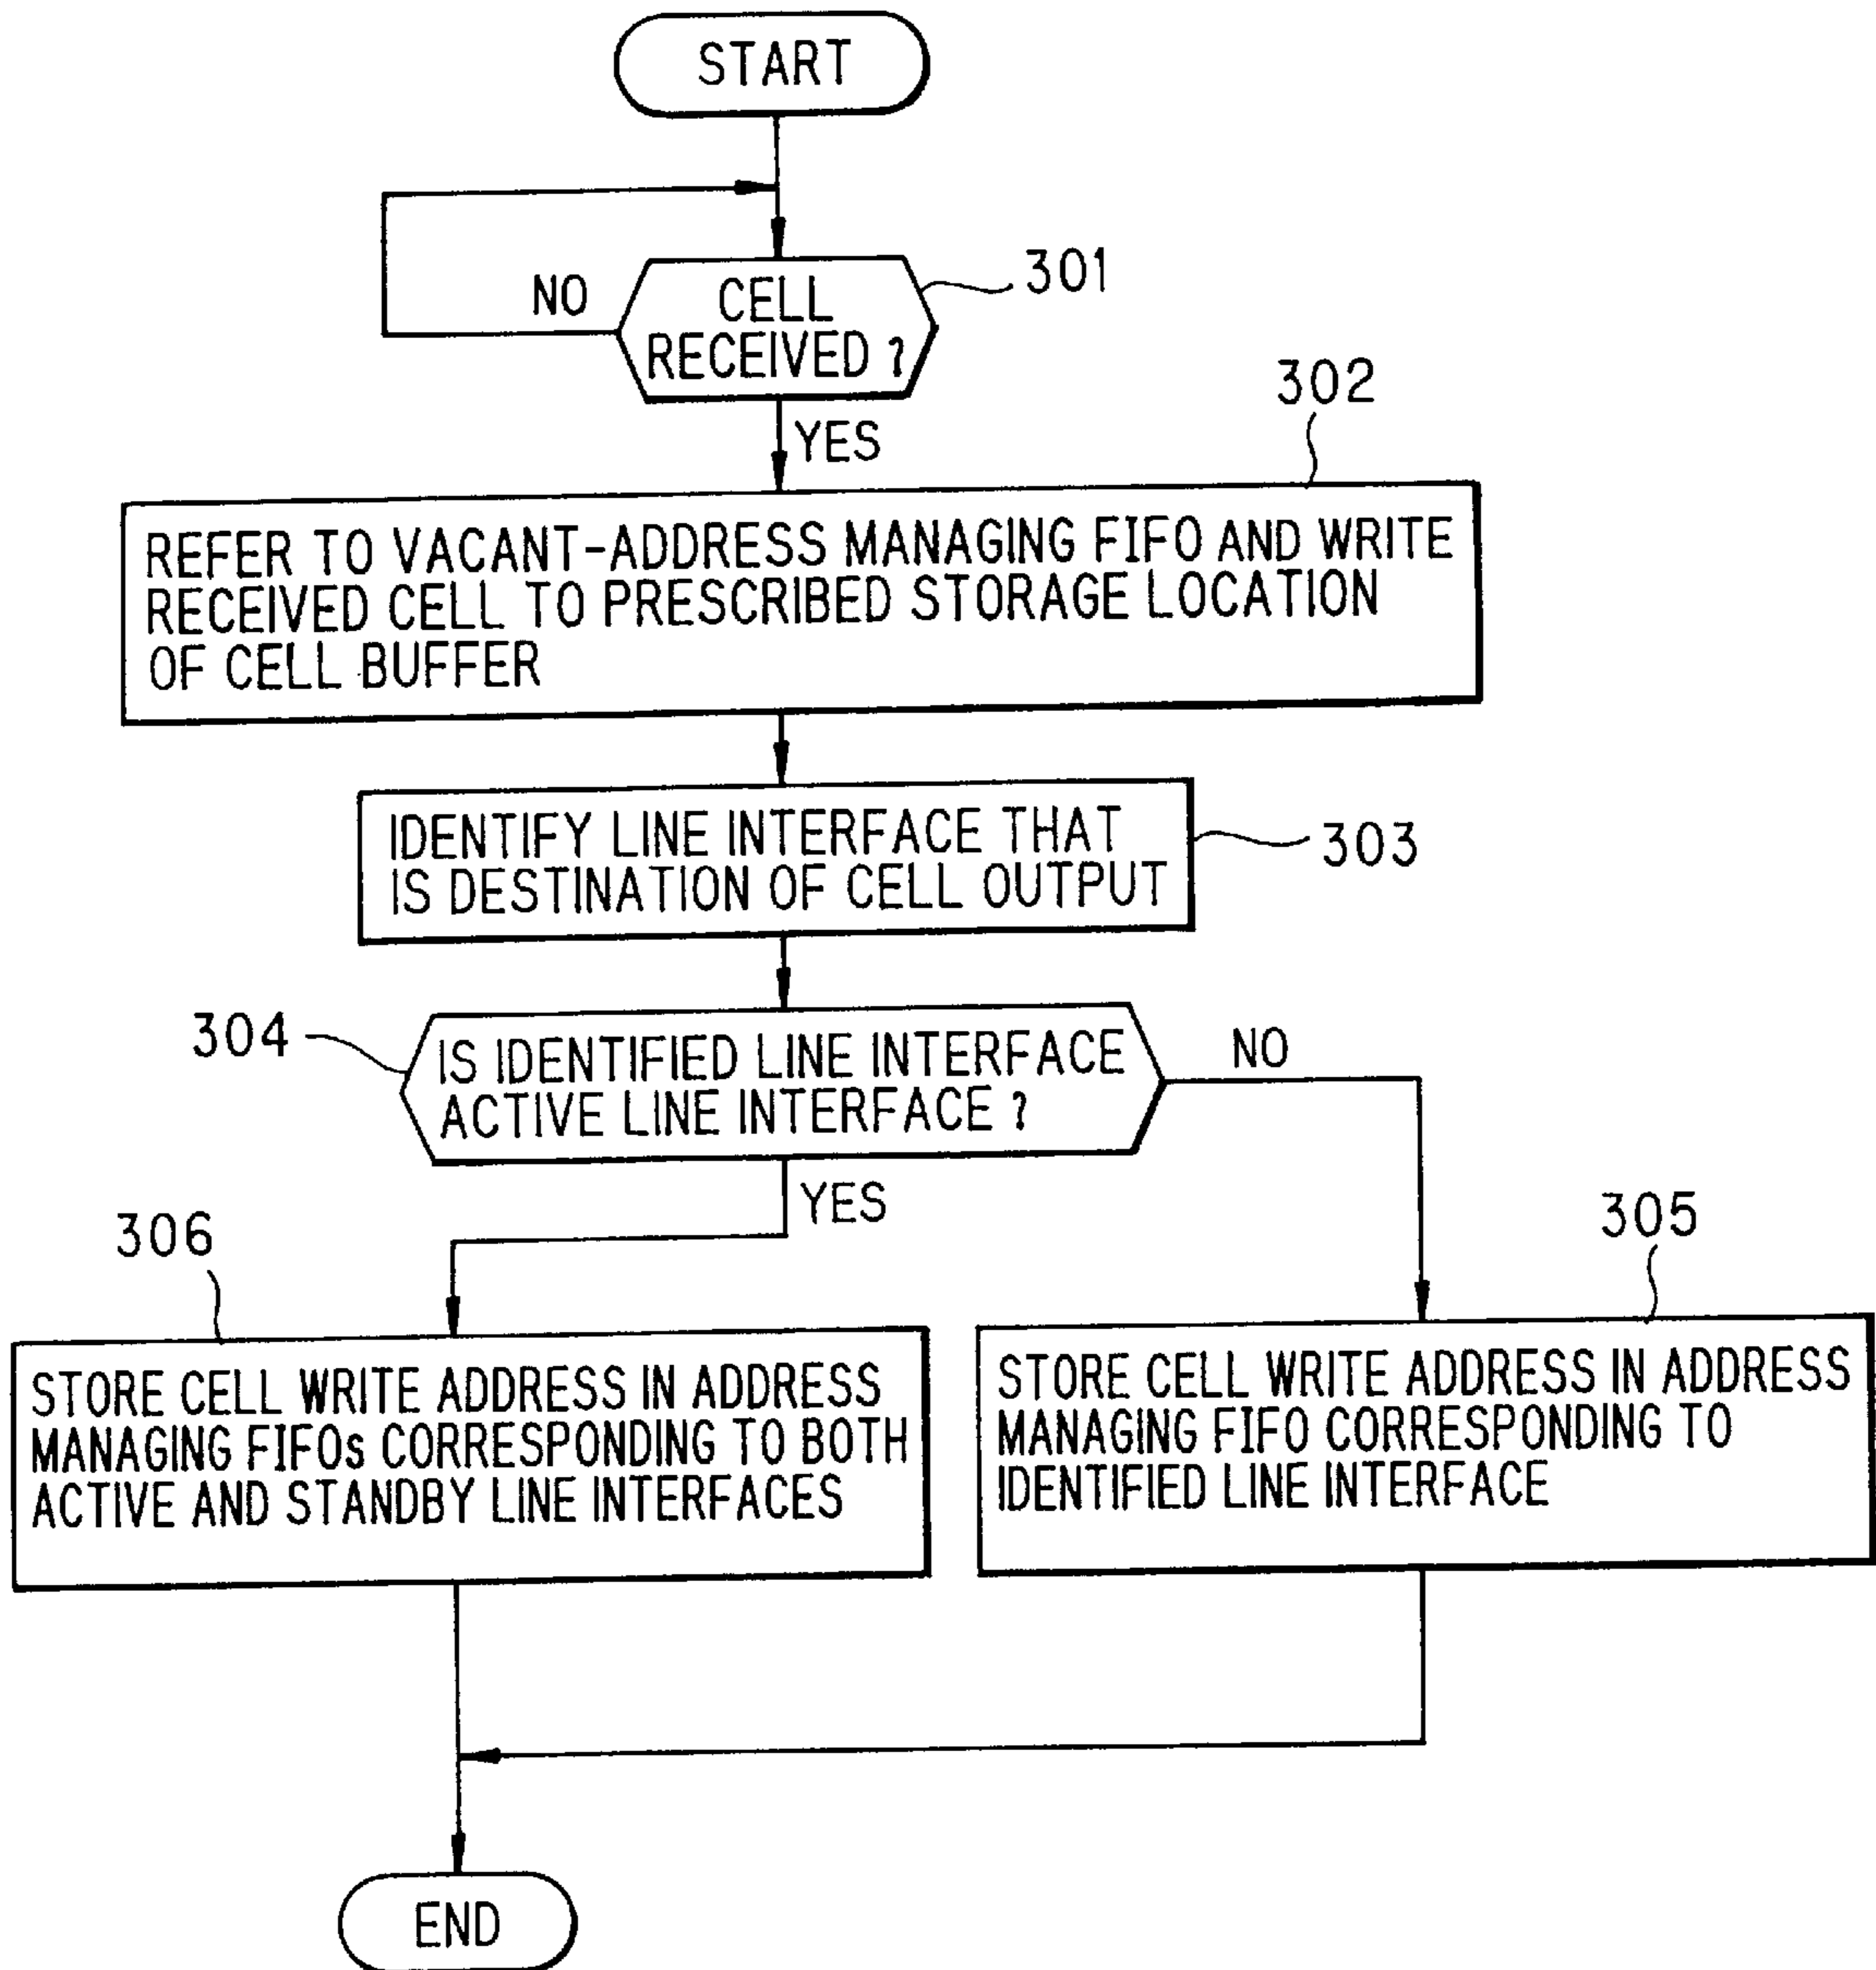 START
301
NO
CELL
RECEIVED ?
302
YES
REFER TO VACANT-ADDRESS MANAGING FIFO AND WRITE
RECEIVED CELL TO PRESCRIBED STORAGE LOCATION
OF CELL BUFFER
IDENTIFY LINE INTERFACE THAT
IS DESTINATION OF CELL OUTPUT
303
304
IS IDENTIFIED LINE INTERFACE
ACTIVE LINE INTERFACE ?
NO
YES
306
305
STORE CELL WRITE ADDRESS IN ADDRESS
MANAGING FIFOs CORRESPONDING TO BOTH
ACTIVE AND STANDBY LINE INTERFACES
STORE CELL WRITE ADDRESS IN ADDRESS
MANAGING FIFO CORRESPONDING TO
IDENTIFIED LINE INTERFACE
END